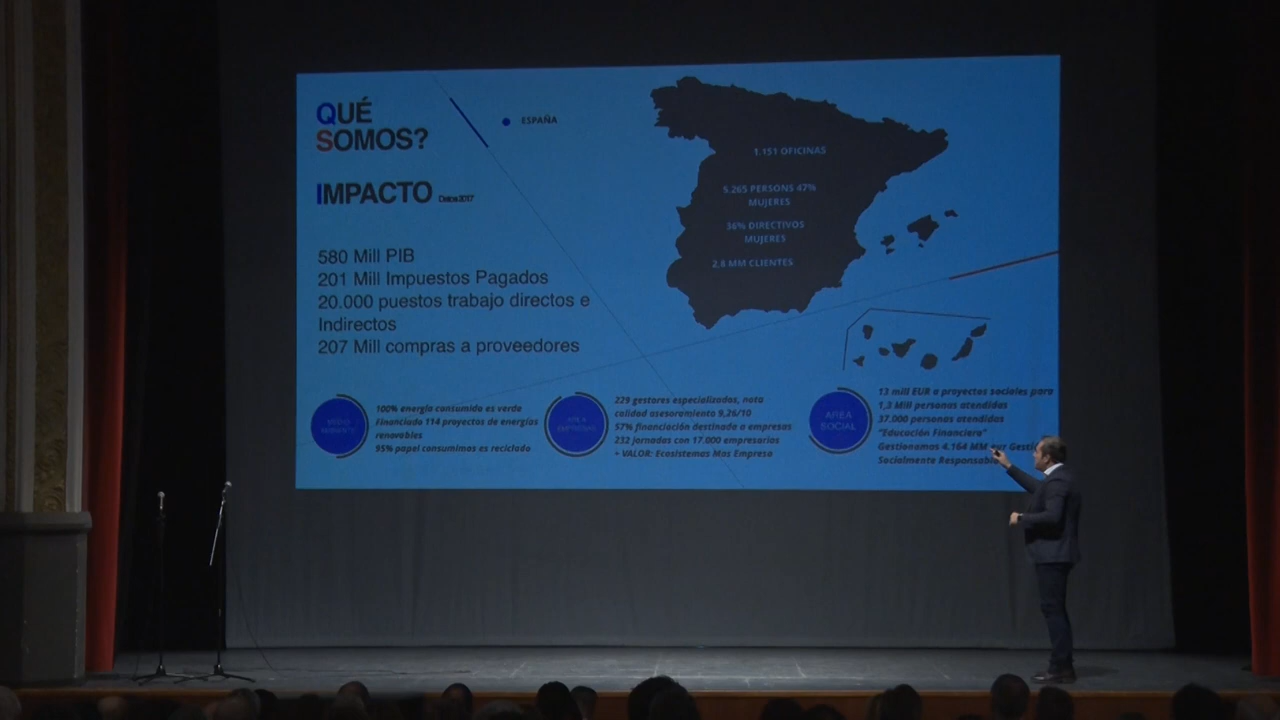 QUÉ
SOMOS?
IMPACTO Datos 2017
580 Mill PIB
201 Mill Impuestos Pagados
20.000 puestos trabajo directos e
Indirectos
207 Mill compras a proveedores
ESPAÑA
1.151 OFICINAS
5.265 PERSONS 47%
MUJERES
36% DIRECTIVOS
MUJERES
2,8 MM CLIENTES
MEDIO
AMBIENTE
100% energía consumida es verde
Financiado 114 proyectos de energías
renovables
95% papel consumimos es reciclado
AREA
EMPRESAS
229 gestores especializados, nota
calidad asesoramiento 9,26/10
57% financiación destinada a empresas
232 jornadas con 17.000 empresarios
+ VALOR: Ecosistemas Mas Empresa
AREA
SOCIAL
13 mill EUR a proyectos sociales para
1,3 Mill personas atendidas
37.000 personas atendidas
"Educación Financiera"
Gestionamos 4.164 MM eur
Socialmente Responsable